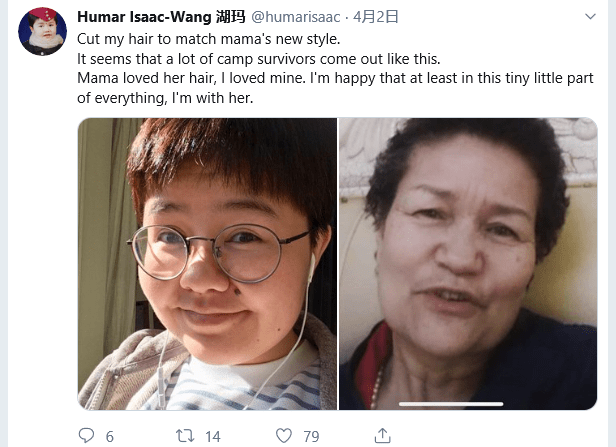 Humar Isaac-Wang 湖玛 @humarisaac · 4月2日
Cut my hair to match mama's new style.
It seems that a lot of camp survivors come out like this.
Mama loved her hair, I loved mine. I'm happy that at least in this tiny little part
of everything, I'm with her.
6 14 79